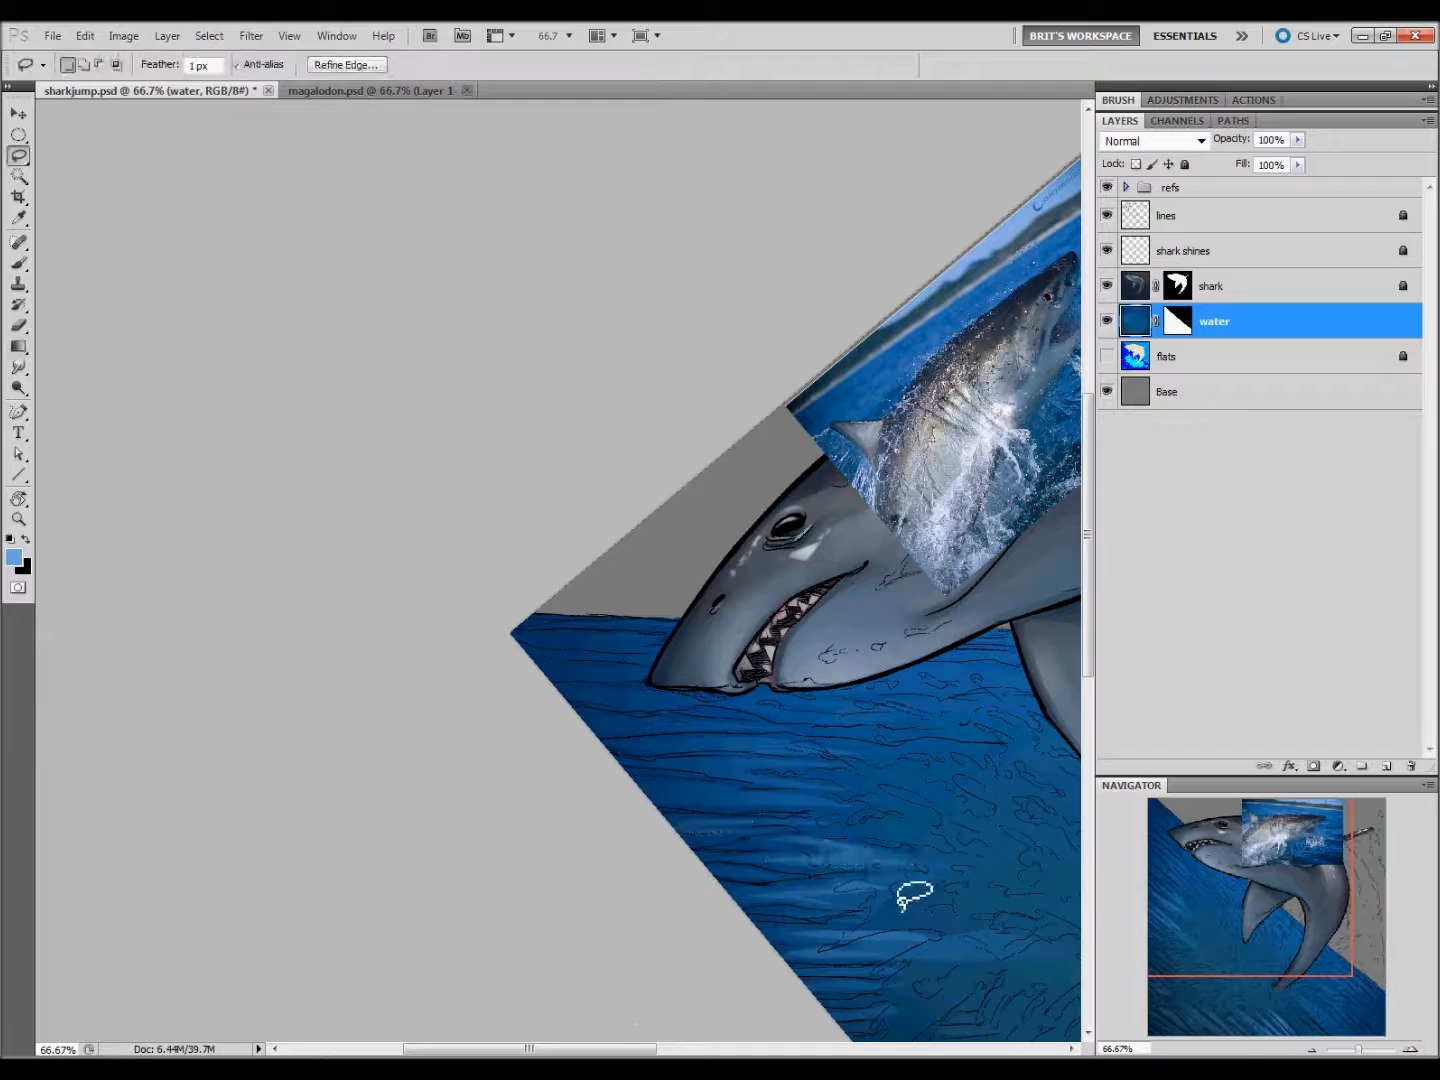 Ps File Edit Image Layer Select Filter View Window Help Br Mb 66.7 BRIT'S WORKSPACE ESSENTIALS CS Live
Feather: 1 px Anti-alias Refine Edge...
sharkjump.psd @ 66.7% (water, RGB/8#) * magalodon.psd @ 66.7% (Layer 1
BRUSH ADJUSTMENTS ACTIONS
LAYERS CHANNELS PATHS
Normal Opacity: 100%
Lock: Fill: 100%
refs
lines
shark shines
shark
water
flats
Base
T
fx
NAVIGATOR
66.67% Doc: 6.44M/39.7M 66.67%